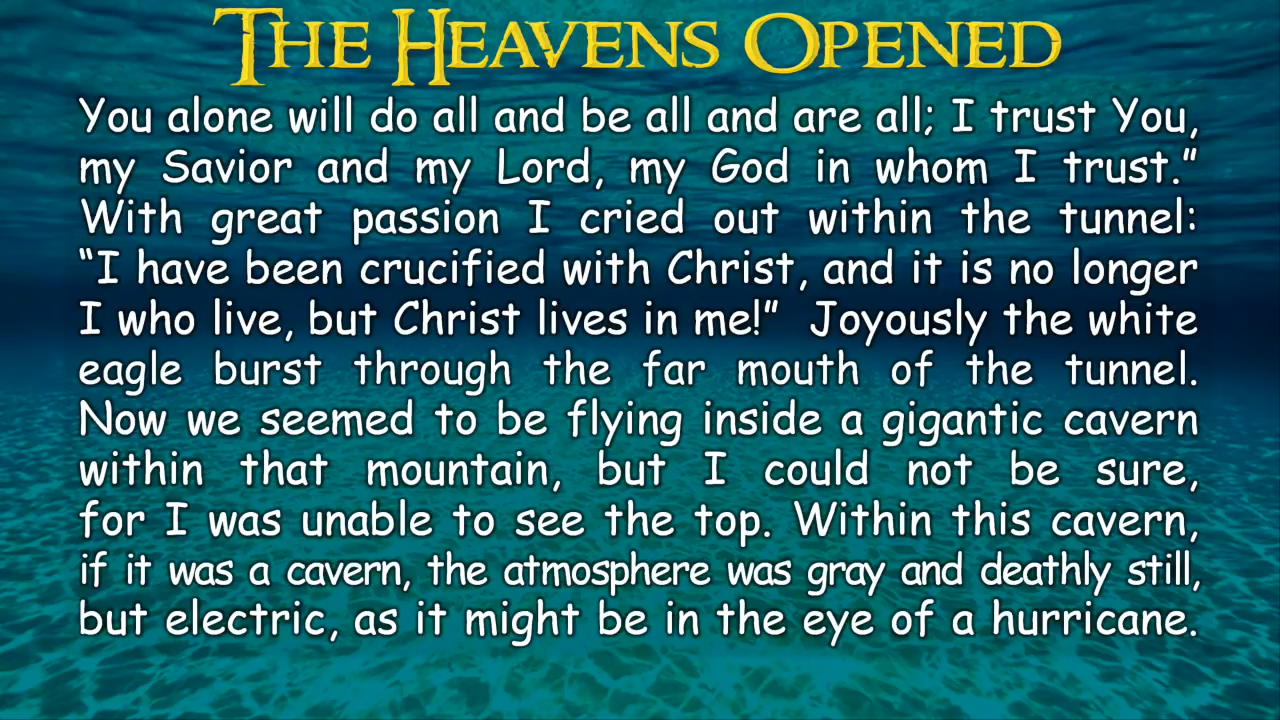 The Heavens Opened
You alone will do all and be all and are all; I trust You,
my Savior and my Lord, my God in whom I trust.”
With great passion I cried out within the tunnel:
“I have been crucified with Christ, and it is no longer
I who live, but Christ lives in me!” Joyously the white
eagle burst through the far mouth of the tunnel.
Now we seemed to be flying inside a gigantic cavern
within that mountain, but I could not be sure,
for I was unable to see the top. Within this cavern,
if it was a cavern, the atmosphere was gray and deathly still,
but electric, as it might be in the eye of a hurricane.